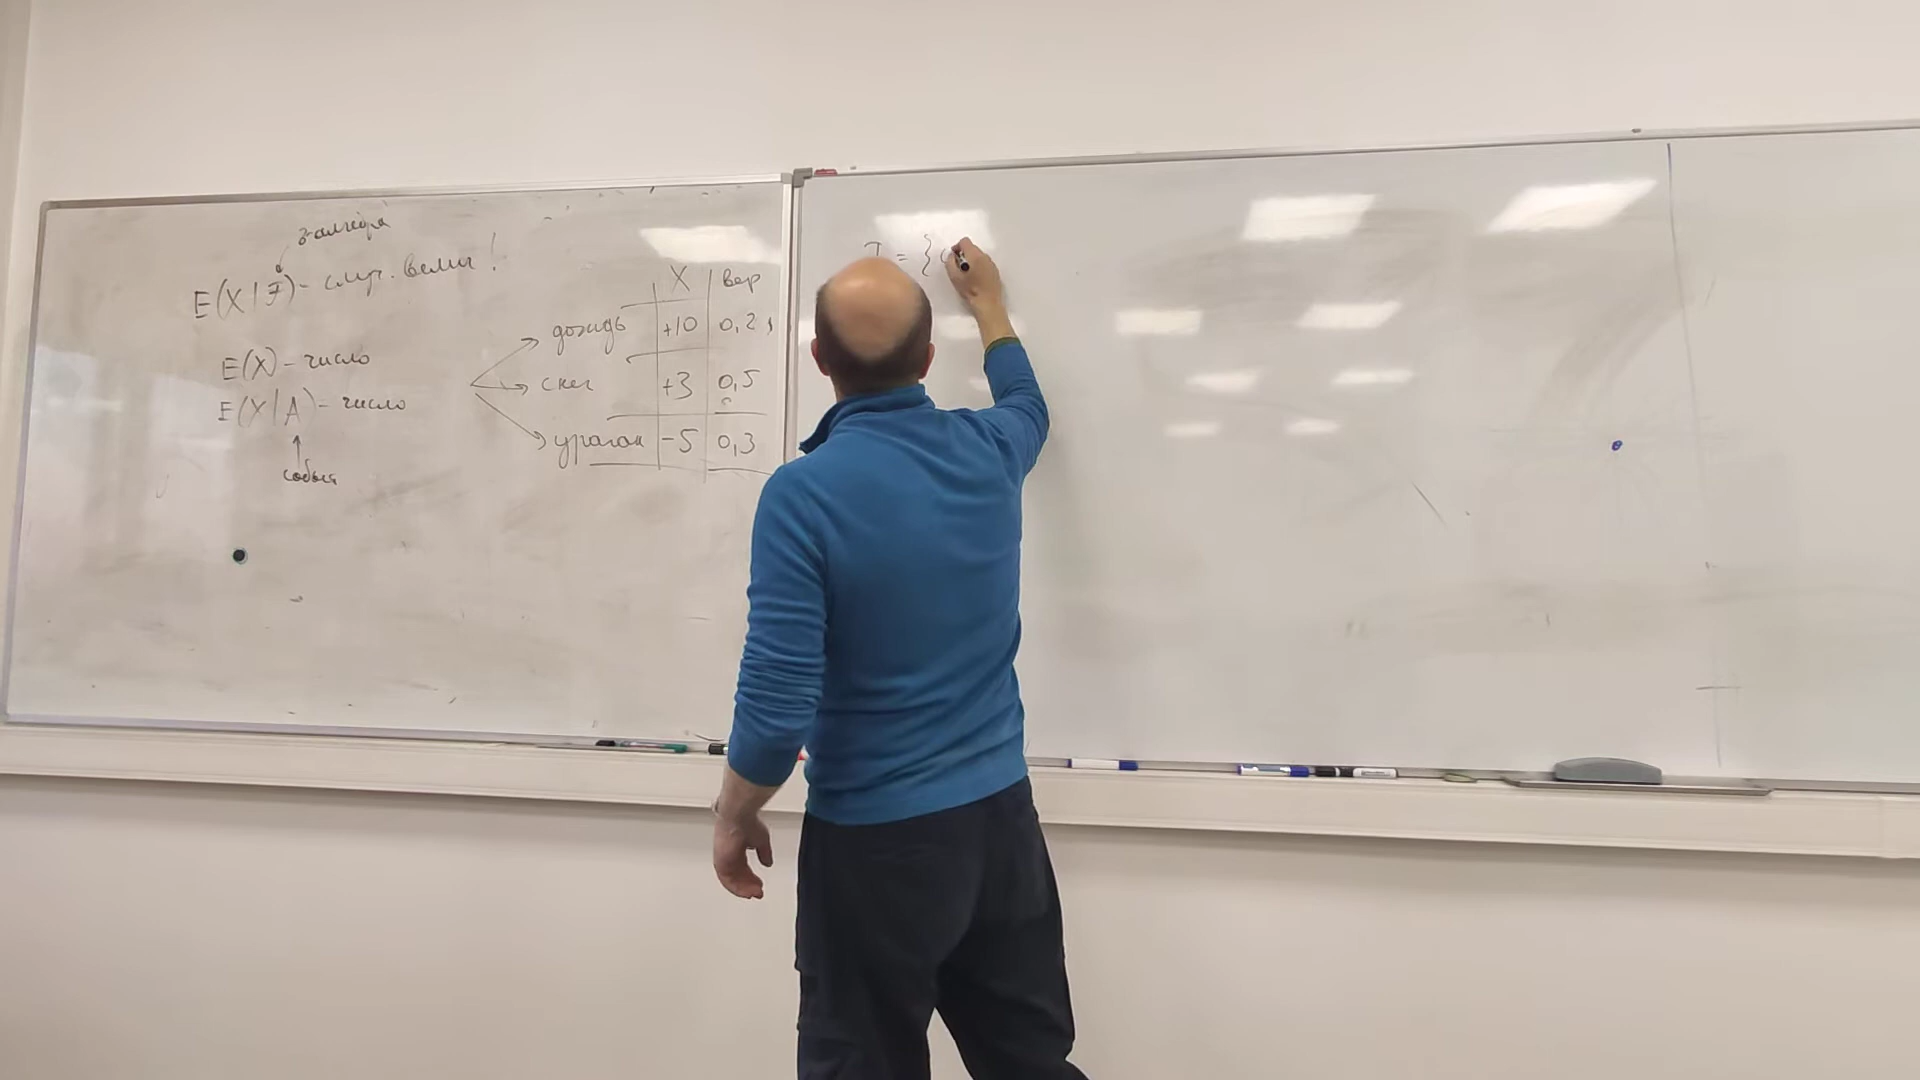 σ-алгебра
E(X|F) - случ. велич!
E(X) - число
E(X|A) - число
событ
X вер
дождь +10 0,2
снег +3 0,5
ураган -5 0,3
= {